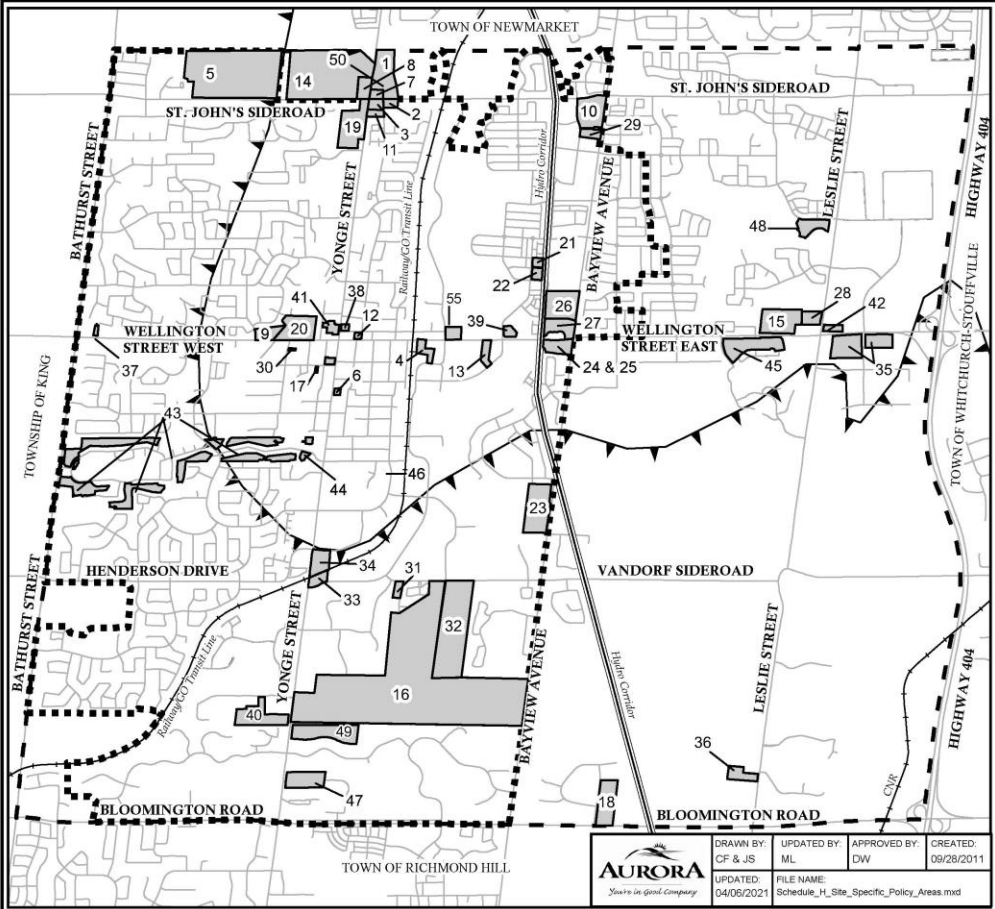 TOWN OF NEWMARKET
50
1
8
7
5
14
2
3
11
19
10
29
ST. JOHN'S SIDEROAD
ST. JOHN'S SIDEROAD
BATHURST STREET
YONGE STREET
Railway/GO Transit Line
Hydro Corridor
BAYVIEW AVENUE
LESLIE STREET
HIGHWAY 404
48
21
22
26
27
24 & 25
41
38
12
55
39
9
20
WELLINGTON
STREET WEST
30
17
6
4
13
37
WELLINGTON
STREET EAST
15
28
42
45
35
TOWN OF WHITCHURCH-STOUFFVILLE
TOWNSHIP OF KING
43
44
46
23
HENDERSON DRIVE
34
33
31
32
VANDORF SIDEROAD
BATHURST STREET
YONGE STREET
Railway/GO Transit Line
16
40
49
47
BAYVIEW AVENUE
Hydro Corridor
LESLIE STREET
36
18
CNR
HIGHWAY 404
BLOOMINGTON ROAD
BLOOMINGTON ROAD
TOWN OF RICHMOND HILL
AURORA
You're in Good Company
DRAWN BY:
CF & JS
UPDATED BY:
ML
APPROVED BY:
DW
CREATED:
09/28/2011
UPDATED:
04/06/2021
FILE NAME:
Schedule_H_Site_Specific_Policy_Areas.mxd